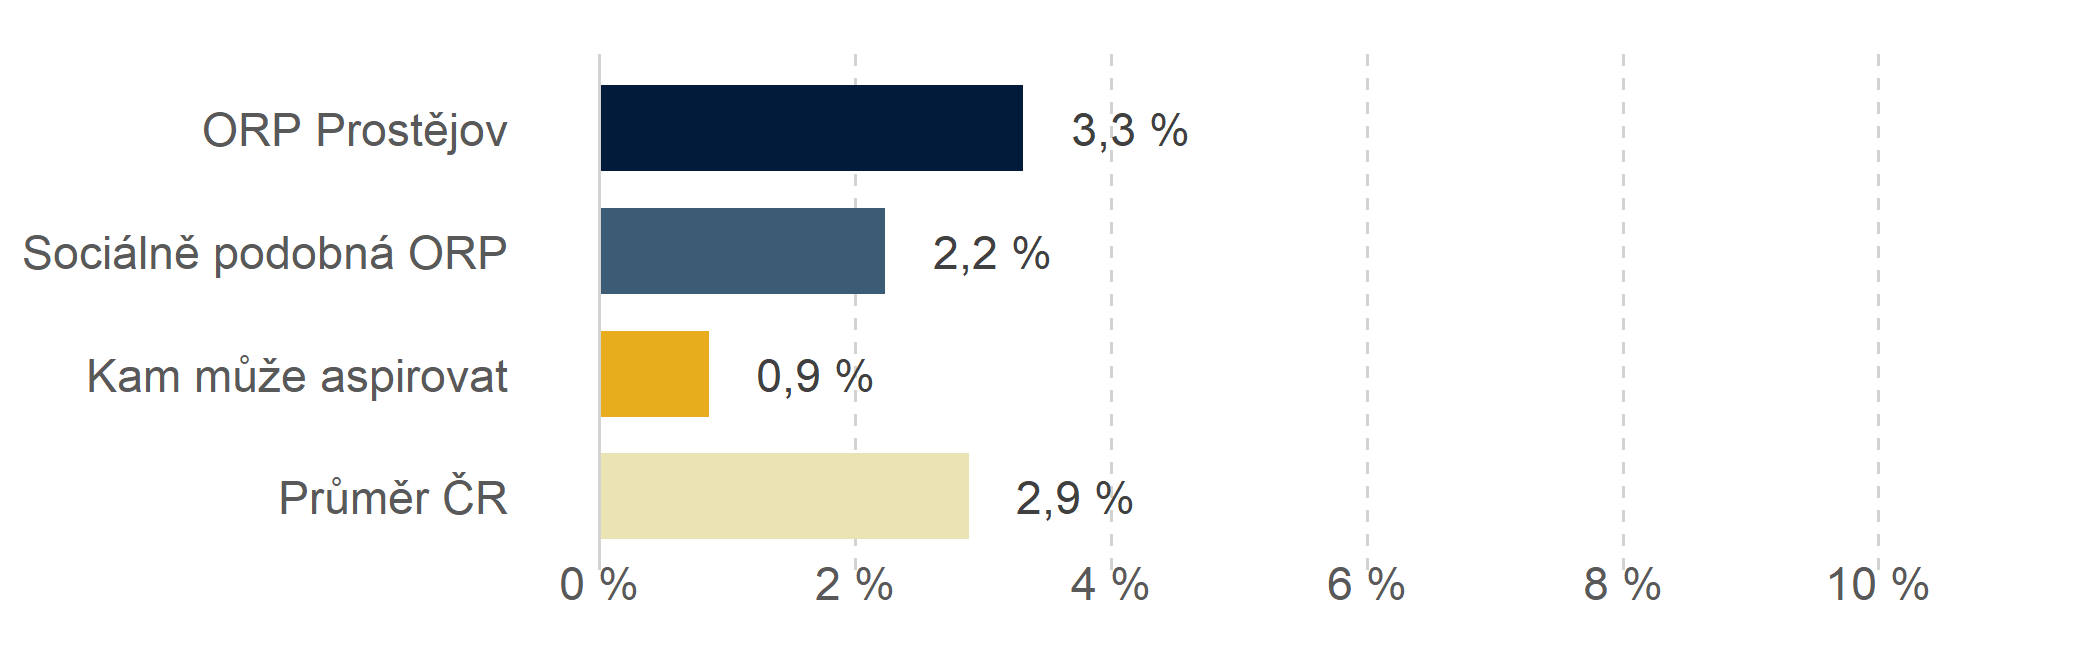 ORP Prostějov
3,3 %
Sociálně podobná ORP
2,2 %
Kam může aspirovat
0,9 %
Průměr ČR
2,9 %
0 %
2 %
4 %
6 %
8 %
10 %